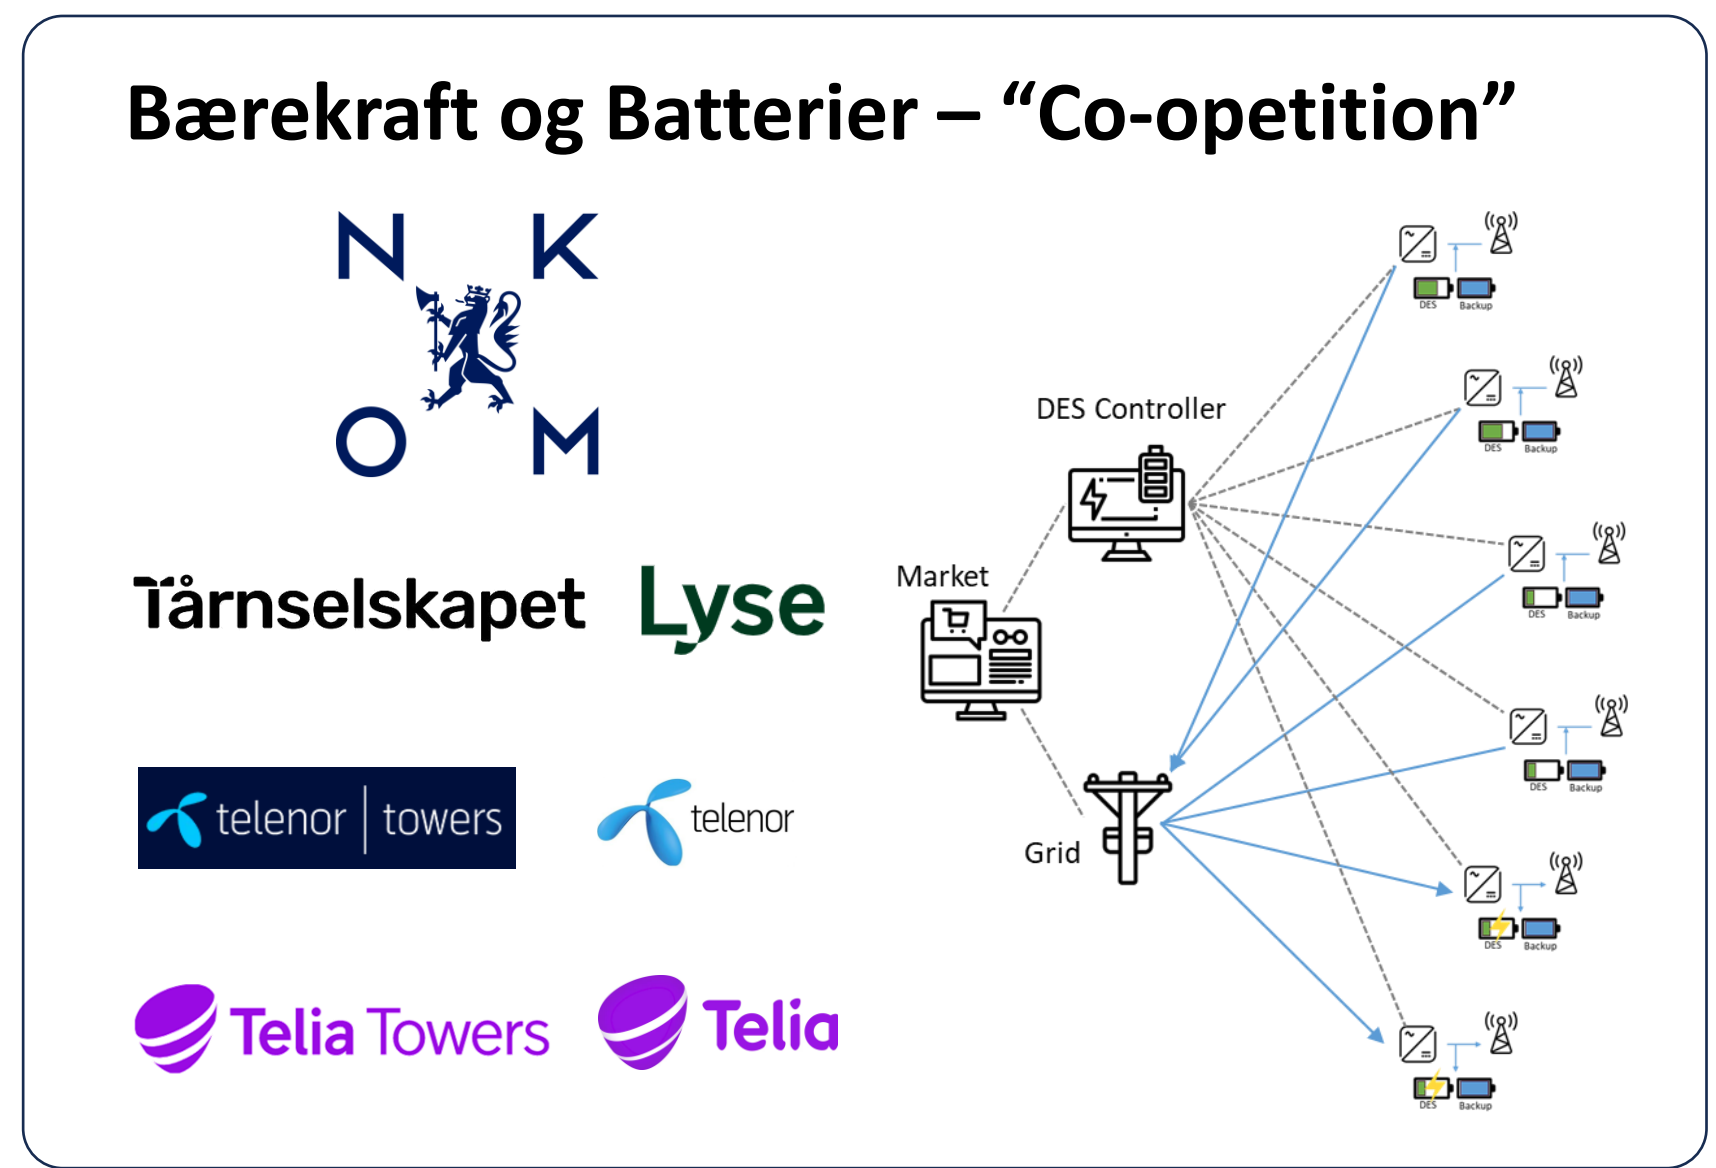 Bærekraft og Batterier – “Co-opetition”
N K
O M
Tårnselskapet
Lyse
telenor | towers
telenor
Telia Towers
Telia
DES Controller
Market
Grid
DES Backup
DES Backup
DES Backup
DES Backup
DES Backup
DES Backup